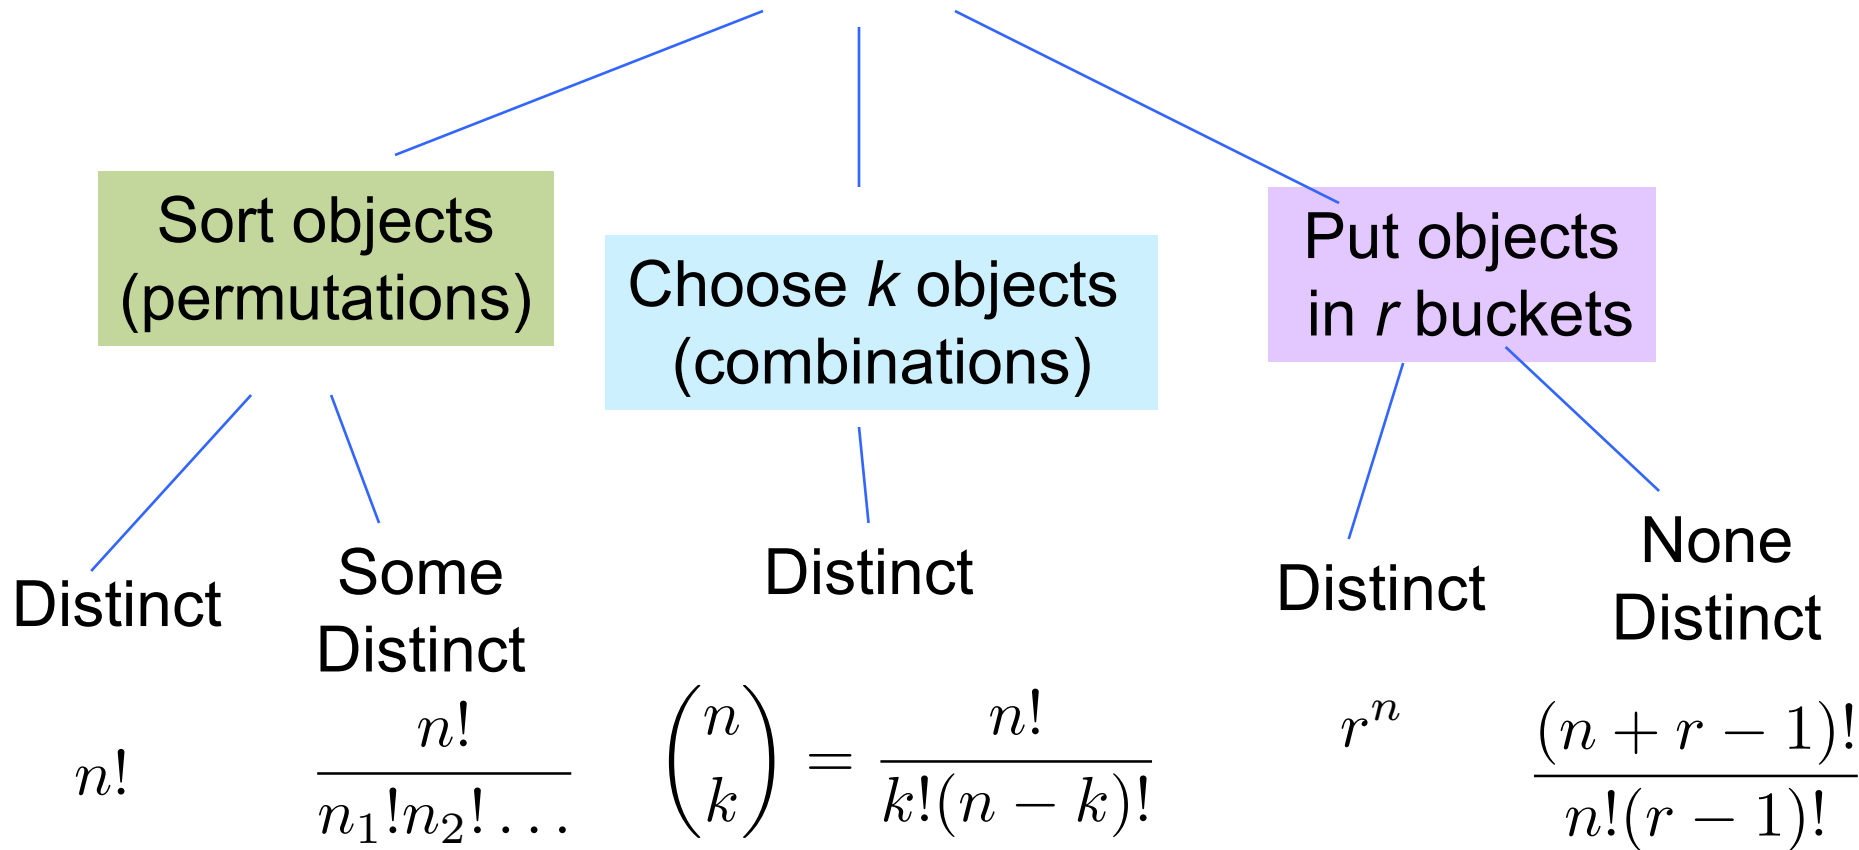 Sort objects
(permutations)
Choose k objects
(combinations)
Put objects
in r buckets
Distinct
Some
Distinct
Distinct
Distinct
None
Distinct
n!
n!
n₁!n₂!...
(n k) = n!
k!(n − k)!
rⁿ
(n + r − 1)!
n!(r − 1)!